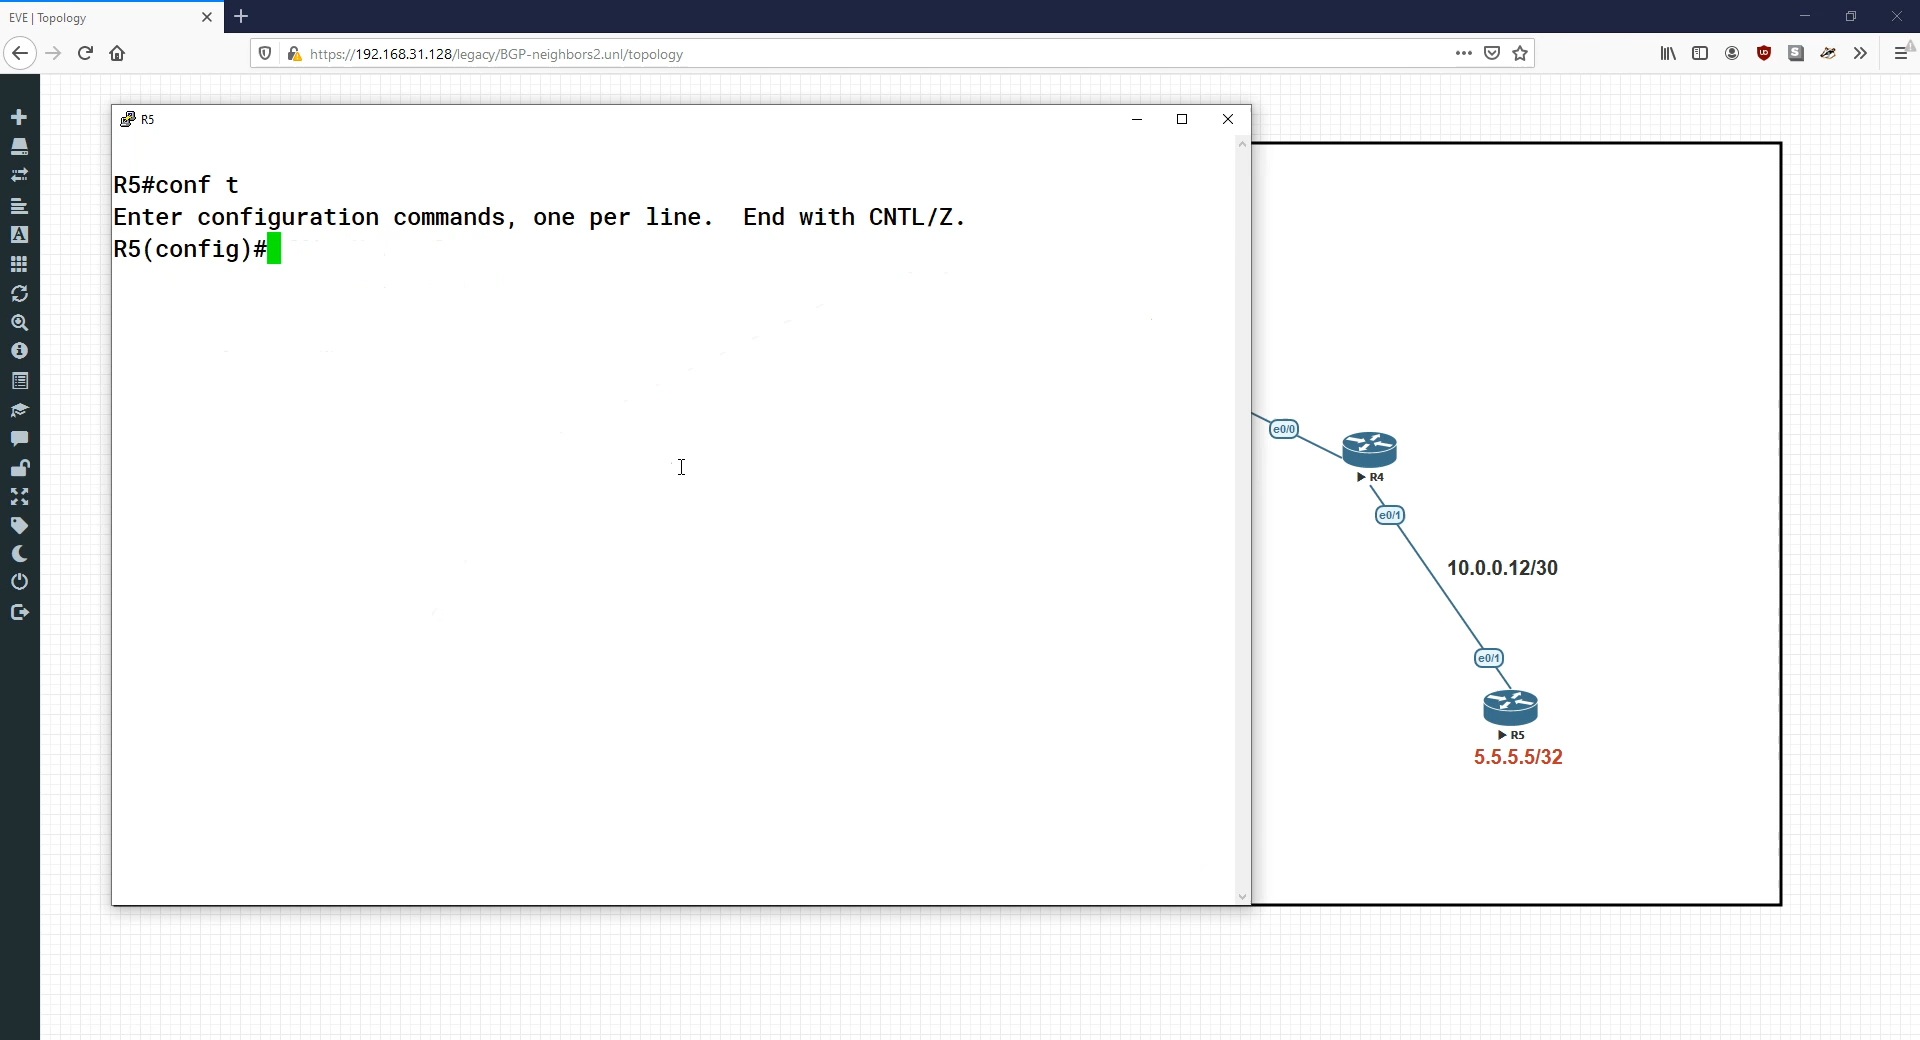 EVE | Topology
https://192.168.31.128/legacy/BGP-neighbors2.unl/topology
R5
R5#conf t
Enter configuration commands, one per line.  End with CNTL/Z.
R5(config)#
e0/0
R4
e0/1
10.0.0.12/30
e0/1
R5
5.5.5.5/32